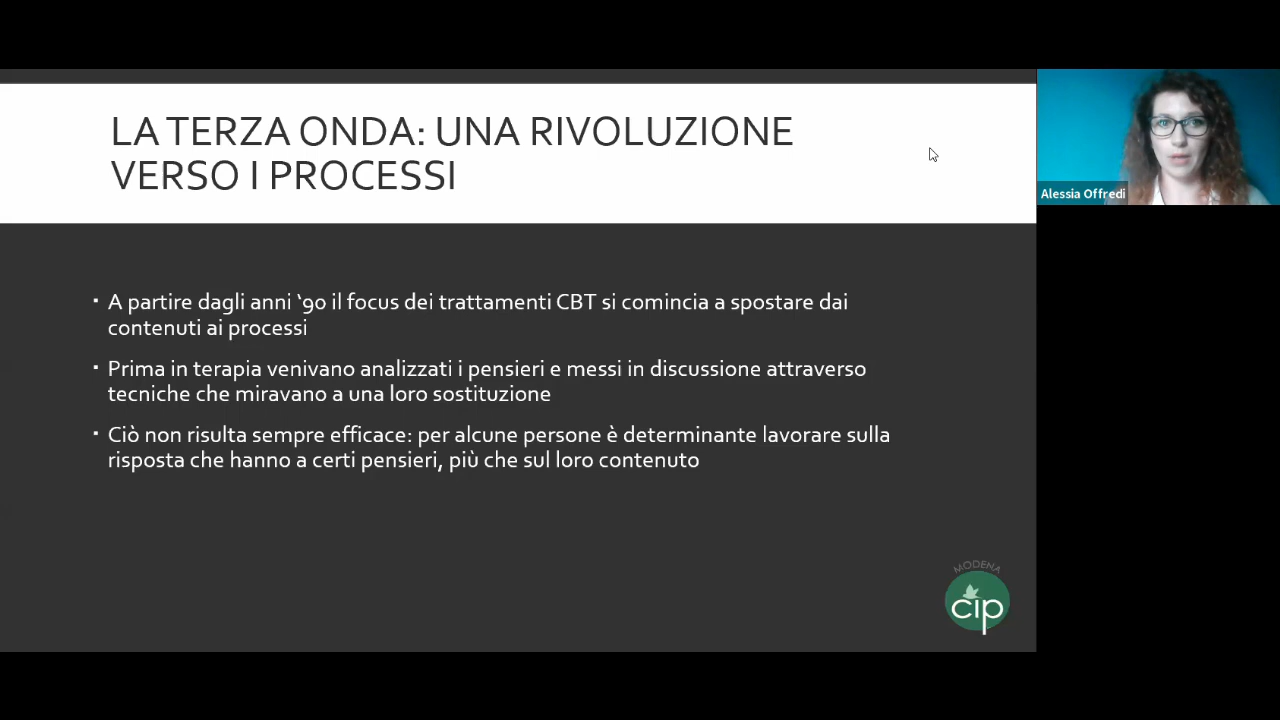 LA TERZA ONDA: UNA RIVOLUZIONE
VERSO I PROCESSI
Alessia Offredi
▪ A partire dagli anni ‘90 il focus dei trattamenti CBT si comincia a spostare dai
contenuti ai processi
▪ Prima in terapia venivano analizzati i pensieri e messi in discussione attraverso
tecniche che miravano a una loro sostituzione
▪ Ciò non risulta sempre efficace: per alcune persone è determinante lavorare sulla
risposta che hanno a certi pensieri, più che sul loro contenuto
MODENA
cip